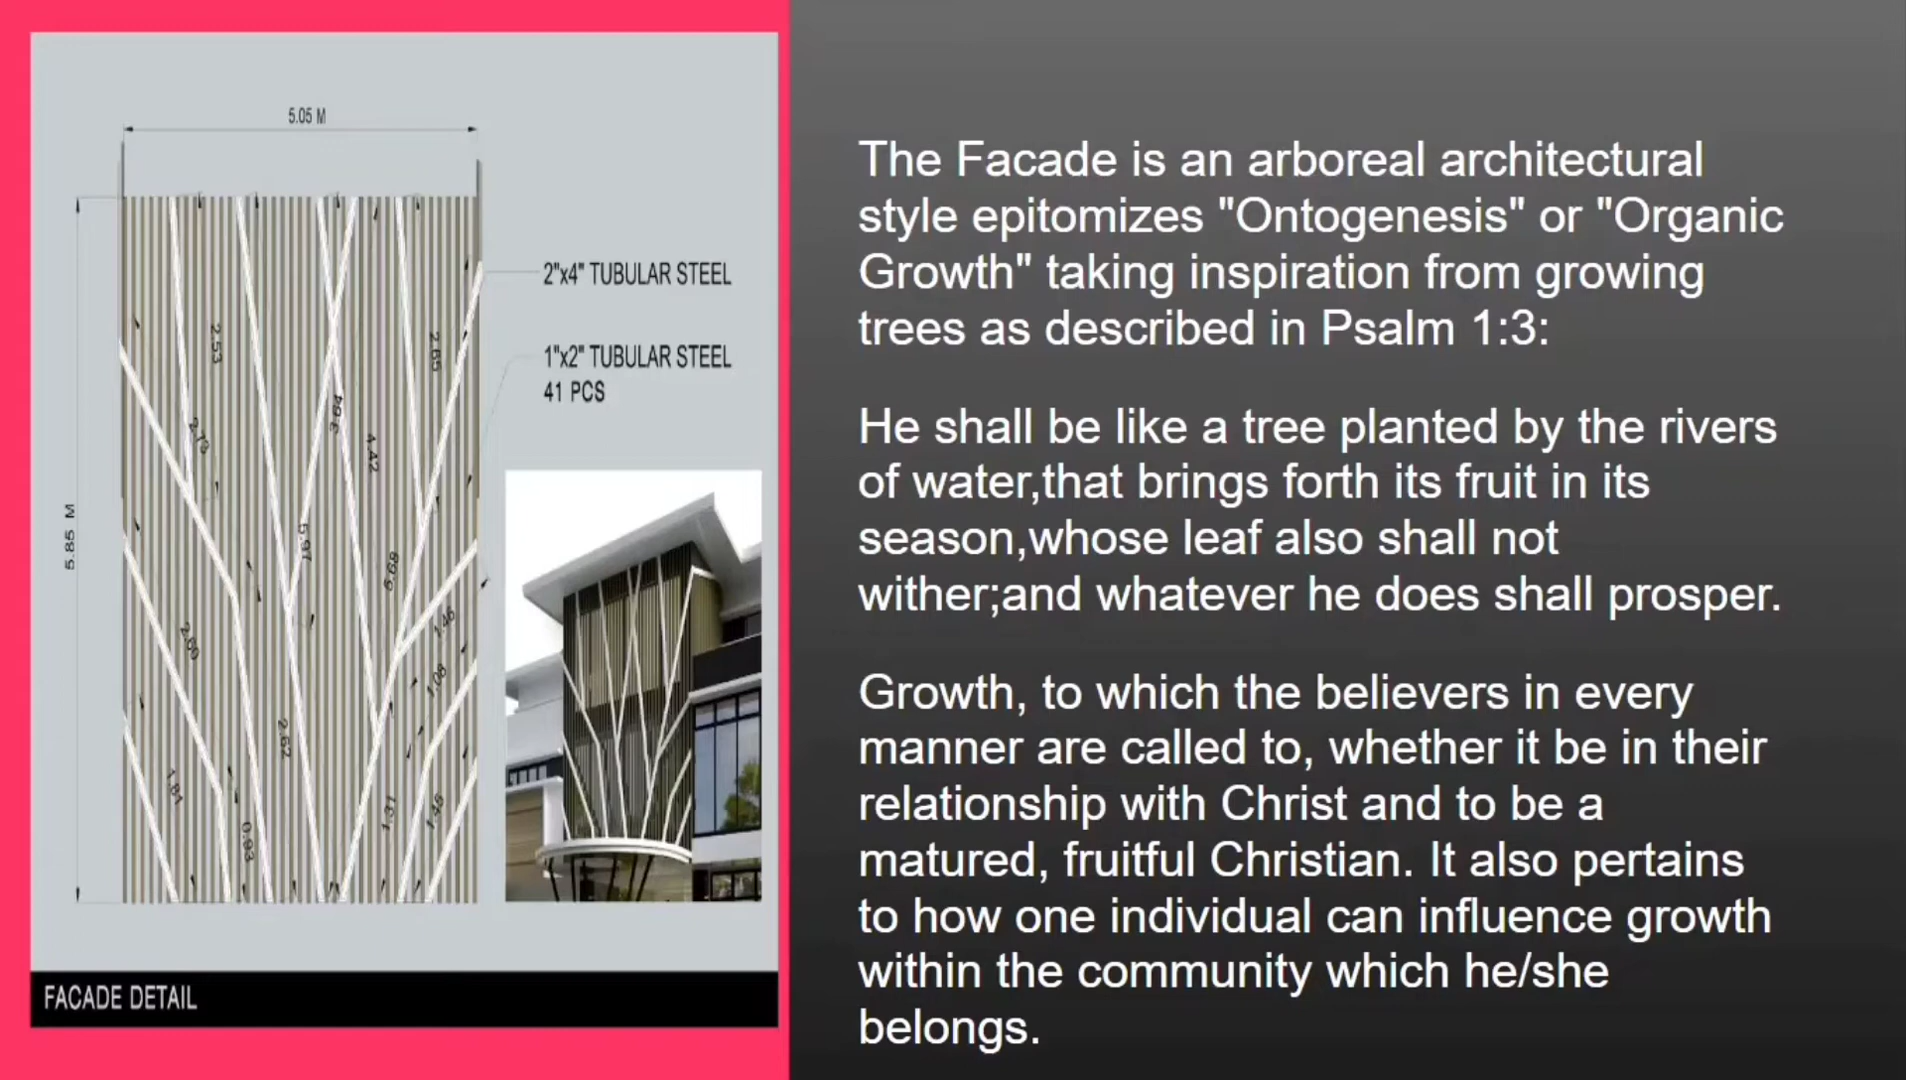 5.05 M
2"x4" TUBULAR STEEL
1"x2" TUBULAR STEEL
41 PCS
5.85 M
2.53
2.65
2.73
3.64
4.42
5.97
5.68
1.46
2.60
1.08
2.62
1.81
0.93
1.31
1.45
FACADE DETAIL
The Facade is an arboreal architectural
style epitomizes "Ontogenesis" or "Organic
Growth" taking inspiration from growing
trees as described in Psalm 1:3:
He shall be like a tree planted by the rivers
of water,that brings forth its fruit in its
season,whose leaf also shall not
wither;and whatever he does shall prosper.
Growth, to which the believers in every
manner are called to, whether it be in their
relationship with Christ and to be a
matured, fruitful Christian. It also pertains
to how one individual can influence growth
within the community which he/she
belongs.